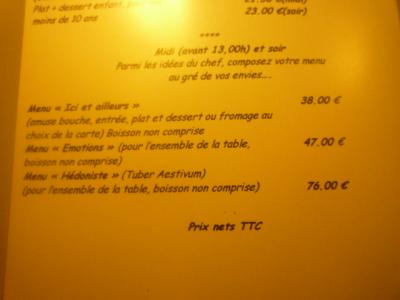 Plat + dessert enfant, pour
moins de 10 ans
23.00 €(soir)
****
Midi (avant 13,00h) et soir
Parmi les idées du chef, composez votre menu
au gré de vos envies...
Menu « Ici et ailleurs » 38.00 €
(amuse bouche, entrée, plat et dessert ou fromage au
choix de la carte) Boisson non comprise
Menu « Emotions » (pour l'ensemble de la table, 47.00 €
boisson non comprise)
Menu « Hédoniste » (Tuber Aestivum)
(pour l'ensemble de la table, boisson non comprise) 76,00 €
Prix nets TTC